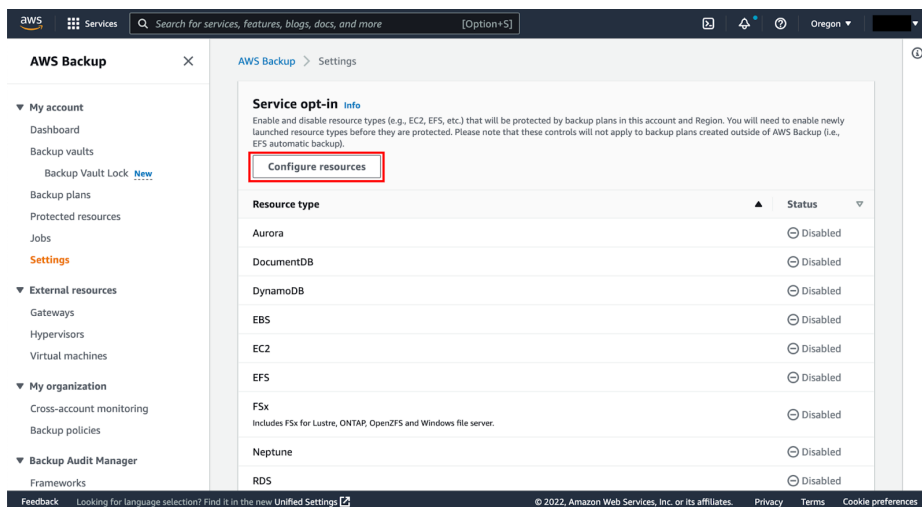 aws Services Search for services, features, blogs, docs, and more [Option+S] Oregon
AWS Backup
My account
Dashboard
Backup vaults
Backup Vault Lock New
Backup plans
Protected resources
Jobs
Settings
External resources
Gateways
Hypervisors
Virtual machines
My organization
Cross-account monitoring
Backup policies
Backup Audit Manager
Frameworks
AWS Backup > Settings
Service opt-in Info
Enable and disable resource types (e.g., EC2, EFS, etc.) that will be protected by backup plans in this account and Region. You will need to enable newly
launched resource types before they are protected. Please note that these controls will not apply to backup plans created outside of AWS Backup (i.e.,
EFS automatic backup).
Configure resources
Resource type Status
Aurora Disabled
DocumentDB Disabled
DynamoDB Disabled
EBS Disabled
EC2 Disabled
EFS Disabled
FSx Disabled
Includes FSx for Lustre, ONTAP, OpenZFS and Windows file server.
Neptune Disabled
RDS Disabled
Feedback Looking for language selection? Find it in the new Unified Settings © 2022, Amazon Web Services, Inc. or its affiliates. Privacy Terms Cookie preferences